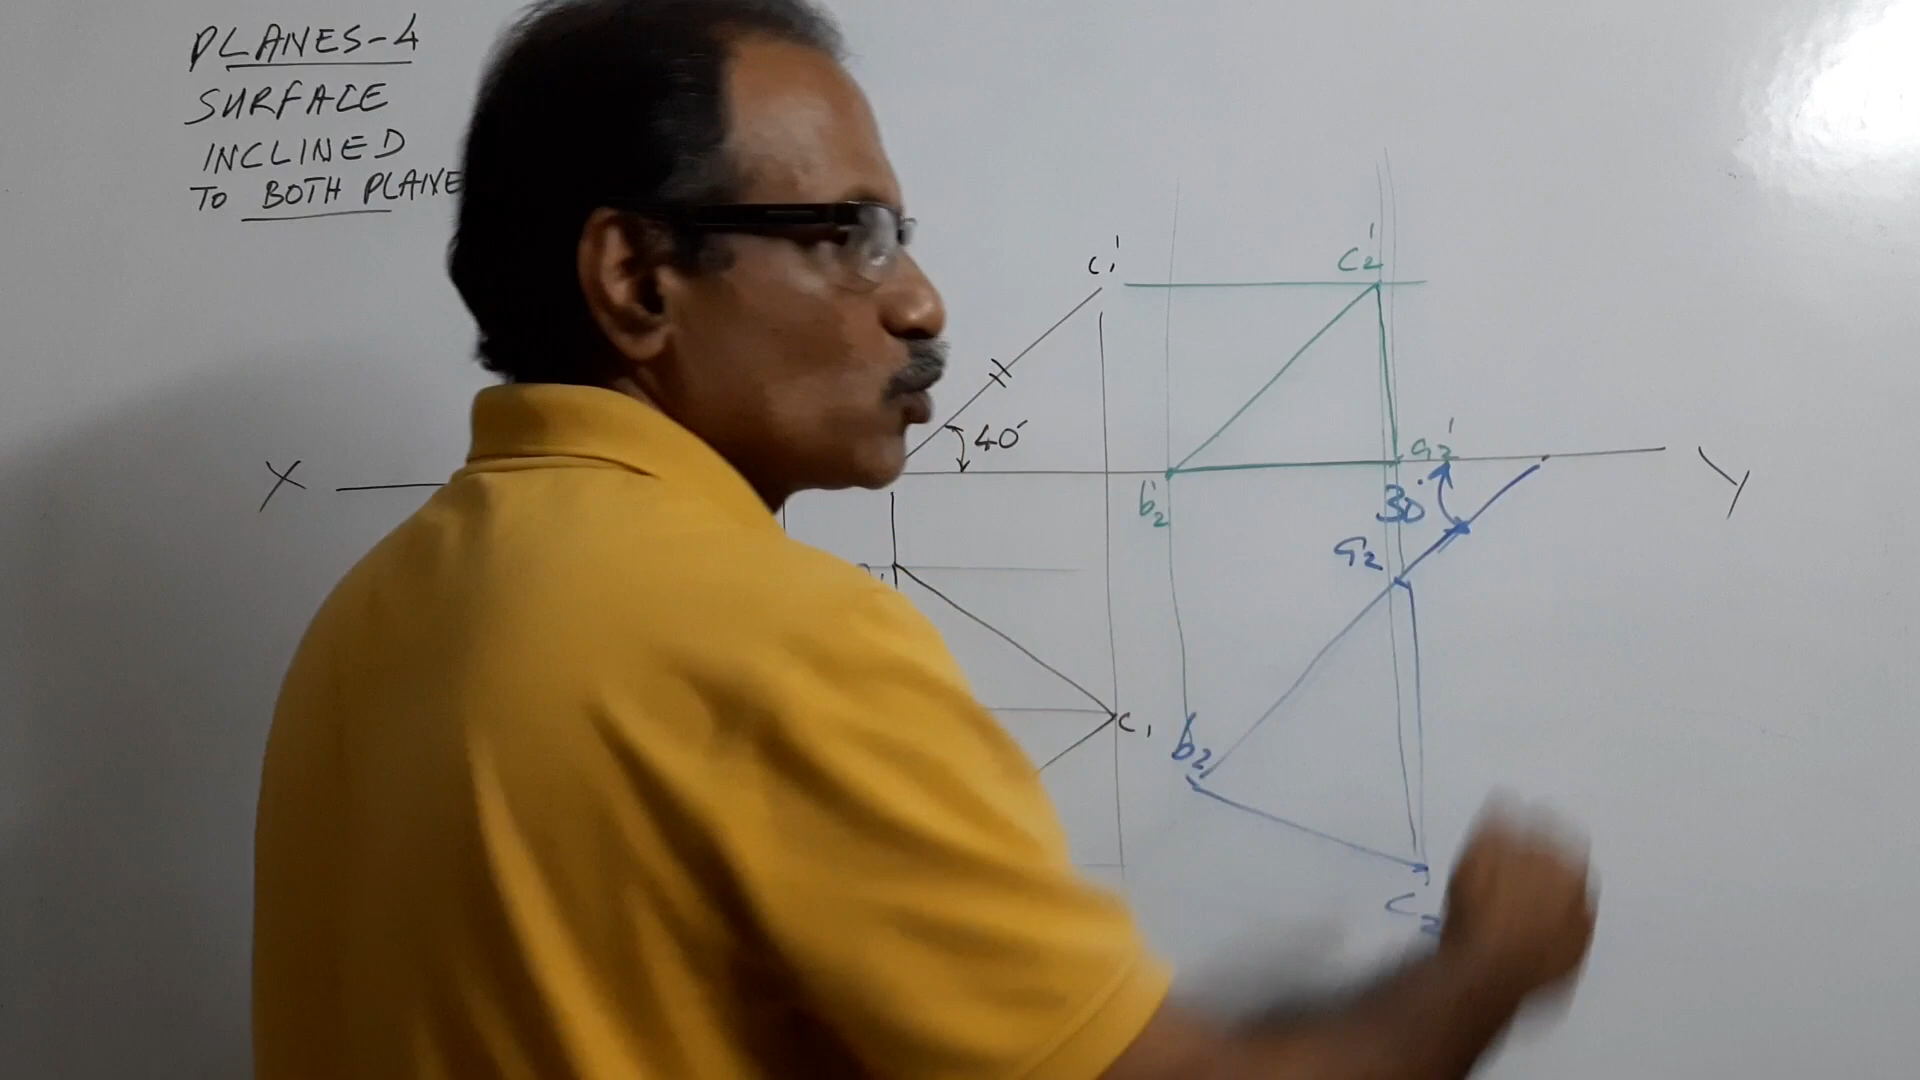 PLANES-4
SURFACE
INCLINED
TO BOTH PLANE
c₁'
c₂'
40°
X
a₂'
Y
b₂'
30°
a₂
c₁
b₂
c₂